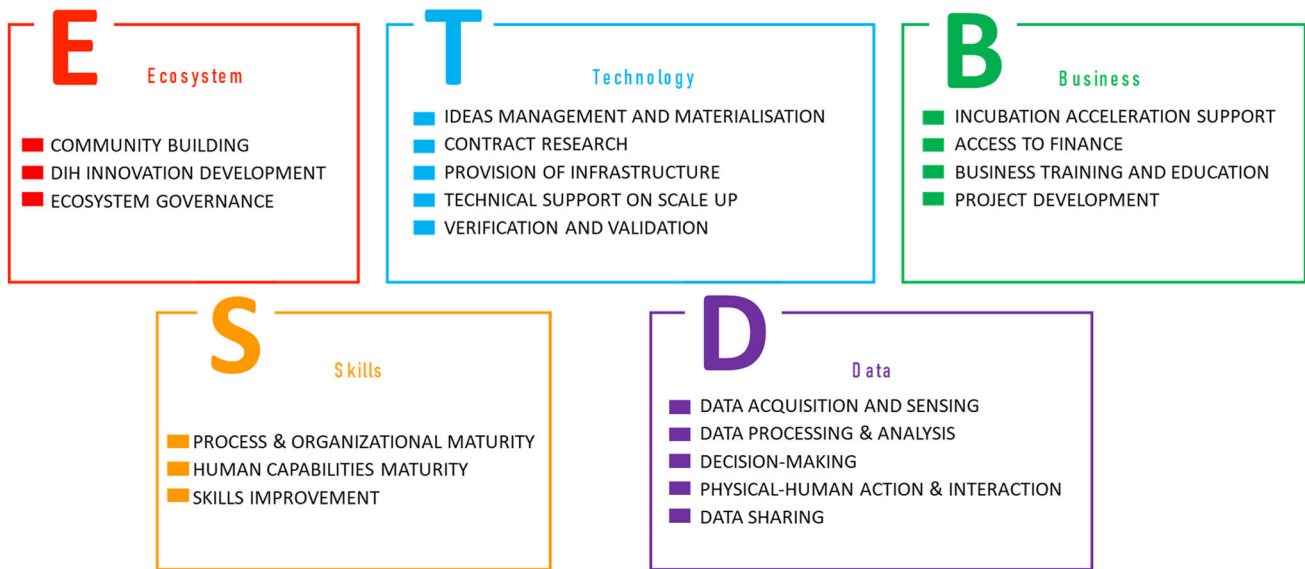 E
Ecosystem
COMMUNITY BUILDING
DIH INNOVATION DEVELOPMENT
ECOSYSTEM GOVERNANCE
T
Technology
IDEAS MANAGEMENT AND MATERIALISATION
CONTRACT RESEARCH
PROVISION OF INFRASTRUCTURE
TECHNICAL SUPPORT ON SCALE UP
VERIFICATION AND VALIDATION
B
Business
INCUBATION ACCELERATION SUPPORT
ACCESS TO FINANCE
BUSINESS TRAINING AND EDUCATION
PROJECT DEVELOPMENT
S
Skills
PROCESS & ORGANIZATIONAL MATURITY
HUMAN CAPABILITIES MATURITY
SKILLS IMPROVEMENT
D
Data
DATA ACQUISITION AND SENSING
DATA PROCESSING & ANALYSIS
DECISION-MAKING
PHYSICAL-HUMAN ACTION & INTERACTION
DATA SHARING